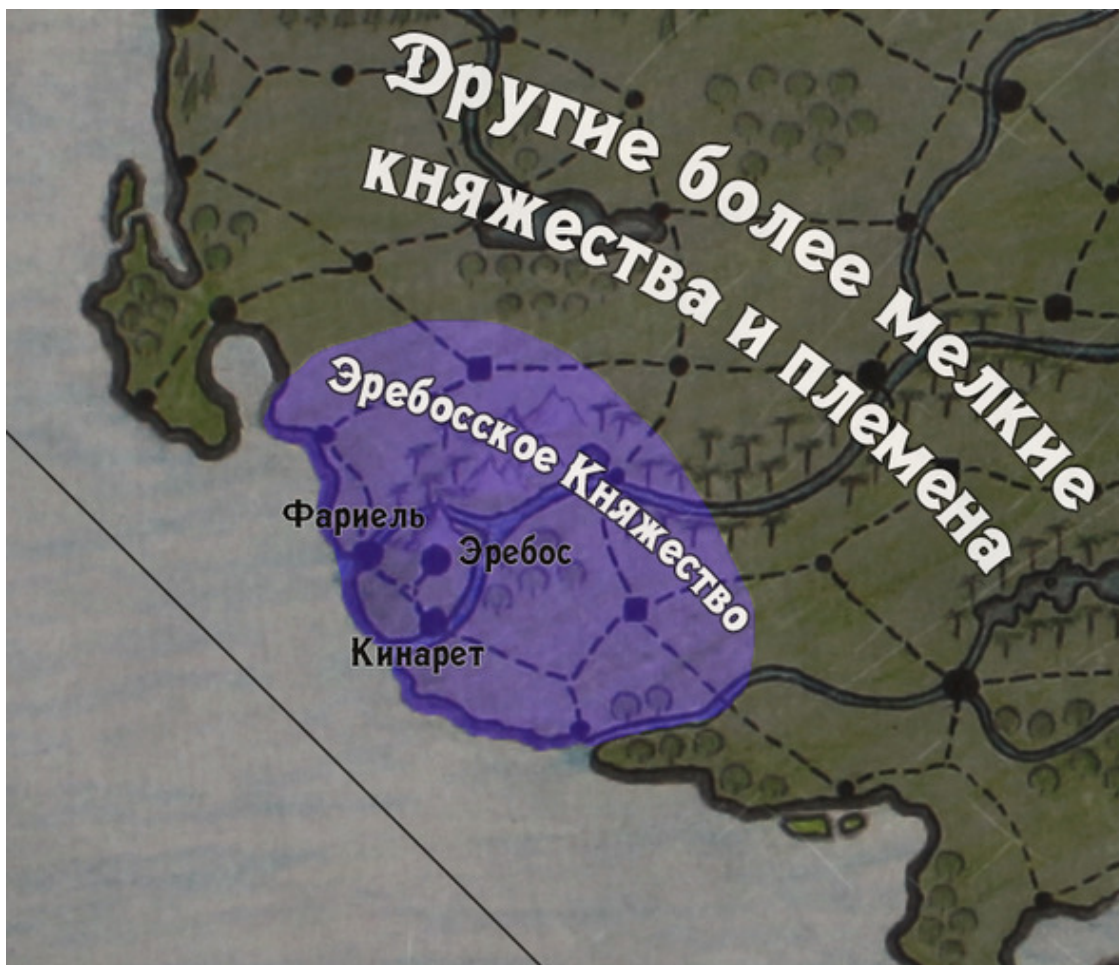 Другие более мелкие
княжества и племена
Эребосское Княжество
Фариель
Эребос
Кинарет